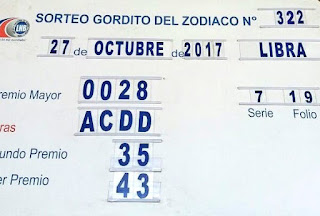 LNB
SORTEO GORDITO DEL ZODIACO Nº 322
27 de OCTUBRE de 2017 LIBRA
remio Mayor 0028 7 19
ras ACDD Serie Folio
undo Premio 35
er Premio 43